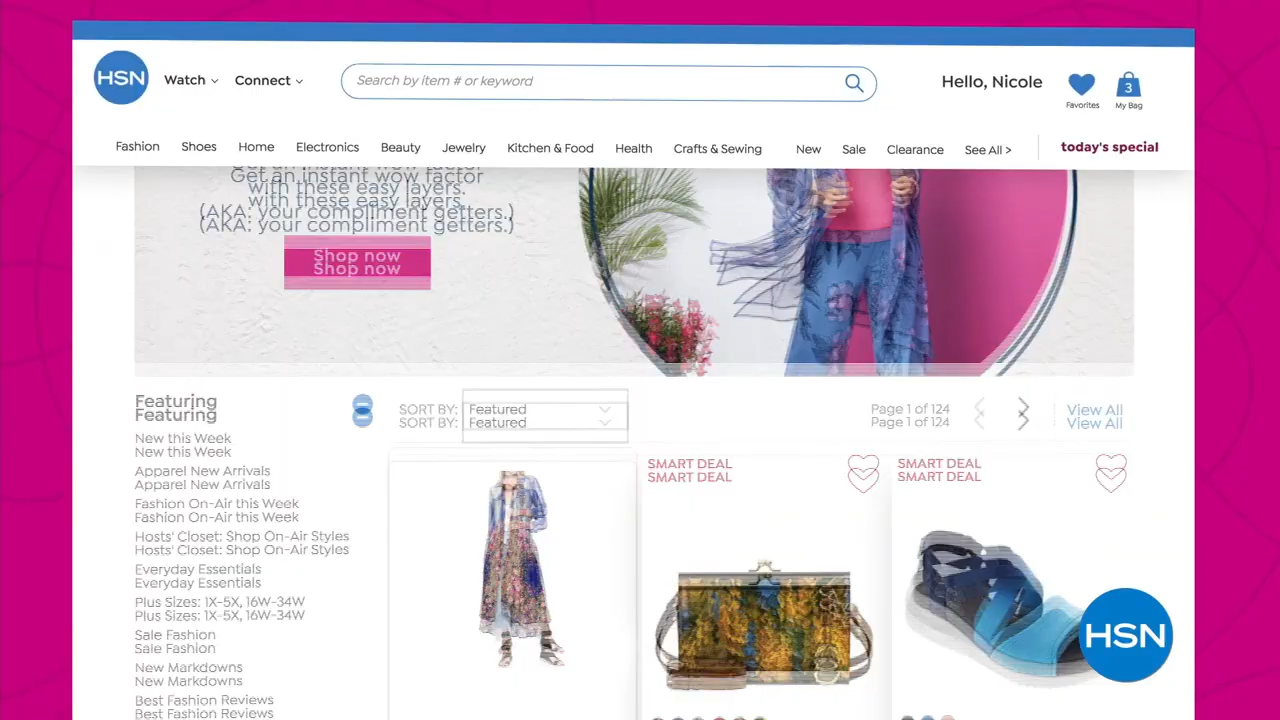 HSN
Watch
Connect
Search by item # or keyword
Hello, Nicole
Favorites
3
My Bag
Fashion
Shoes
Home
Electronics
Beauty
Jewelry
Kitchen & Food
Health
Crafts & Sewing
New
Sale
Clearance
See All >
today's special
Get an instant wow factor
with these easy layers.
(AKA: your compliment getters.)
Shop now
Featuring
SORT BY:
Featured
Page 1 of 124
View All
New this Week
Apparel New Arrivals
Fashion On-Air this Week
Hosts' Closet: Shop On-Air Styles
Everyday Essentials
Plus Sizes: 1X-5X, 16W-34W
Sale Fashion
New Markdowns
Best Fashion Reviews
SMART DEAL
SMART DEAL
HSN